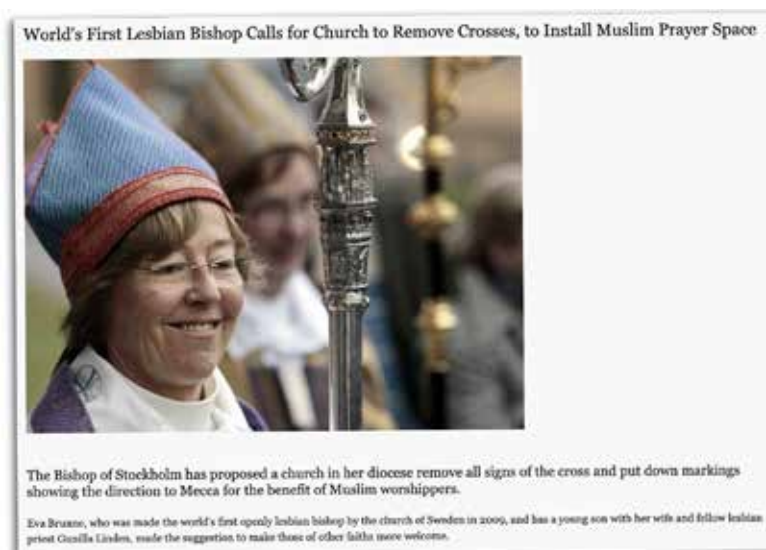 World's First Lesbian Bishop Calls for Church to Remove Crosses, to Install Muslim Prayer Space
The Bishop of Stockholm has proposed a church in her diocese remove all signs of the cross and put down markings
showing the direction to Mecca for the benefit of Muslim worshippers.
Eva Brunne, who was made the world's first openly lesbian bishop by the church of Sweden in 2009, and has a young son with her wife and fellow lesbian
priest Gunilla Linden, made the suggestion to make those of other faiths more welcome.